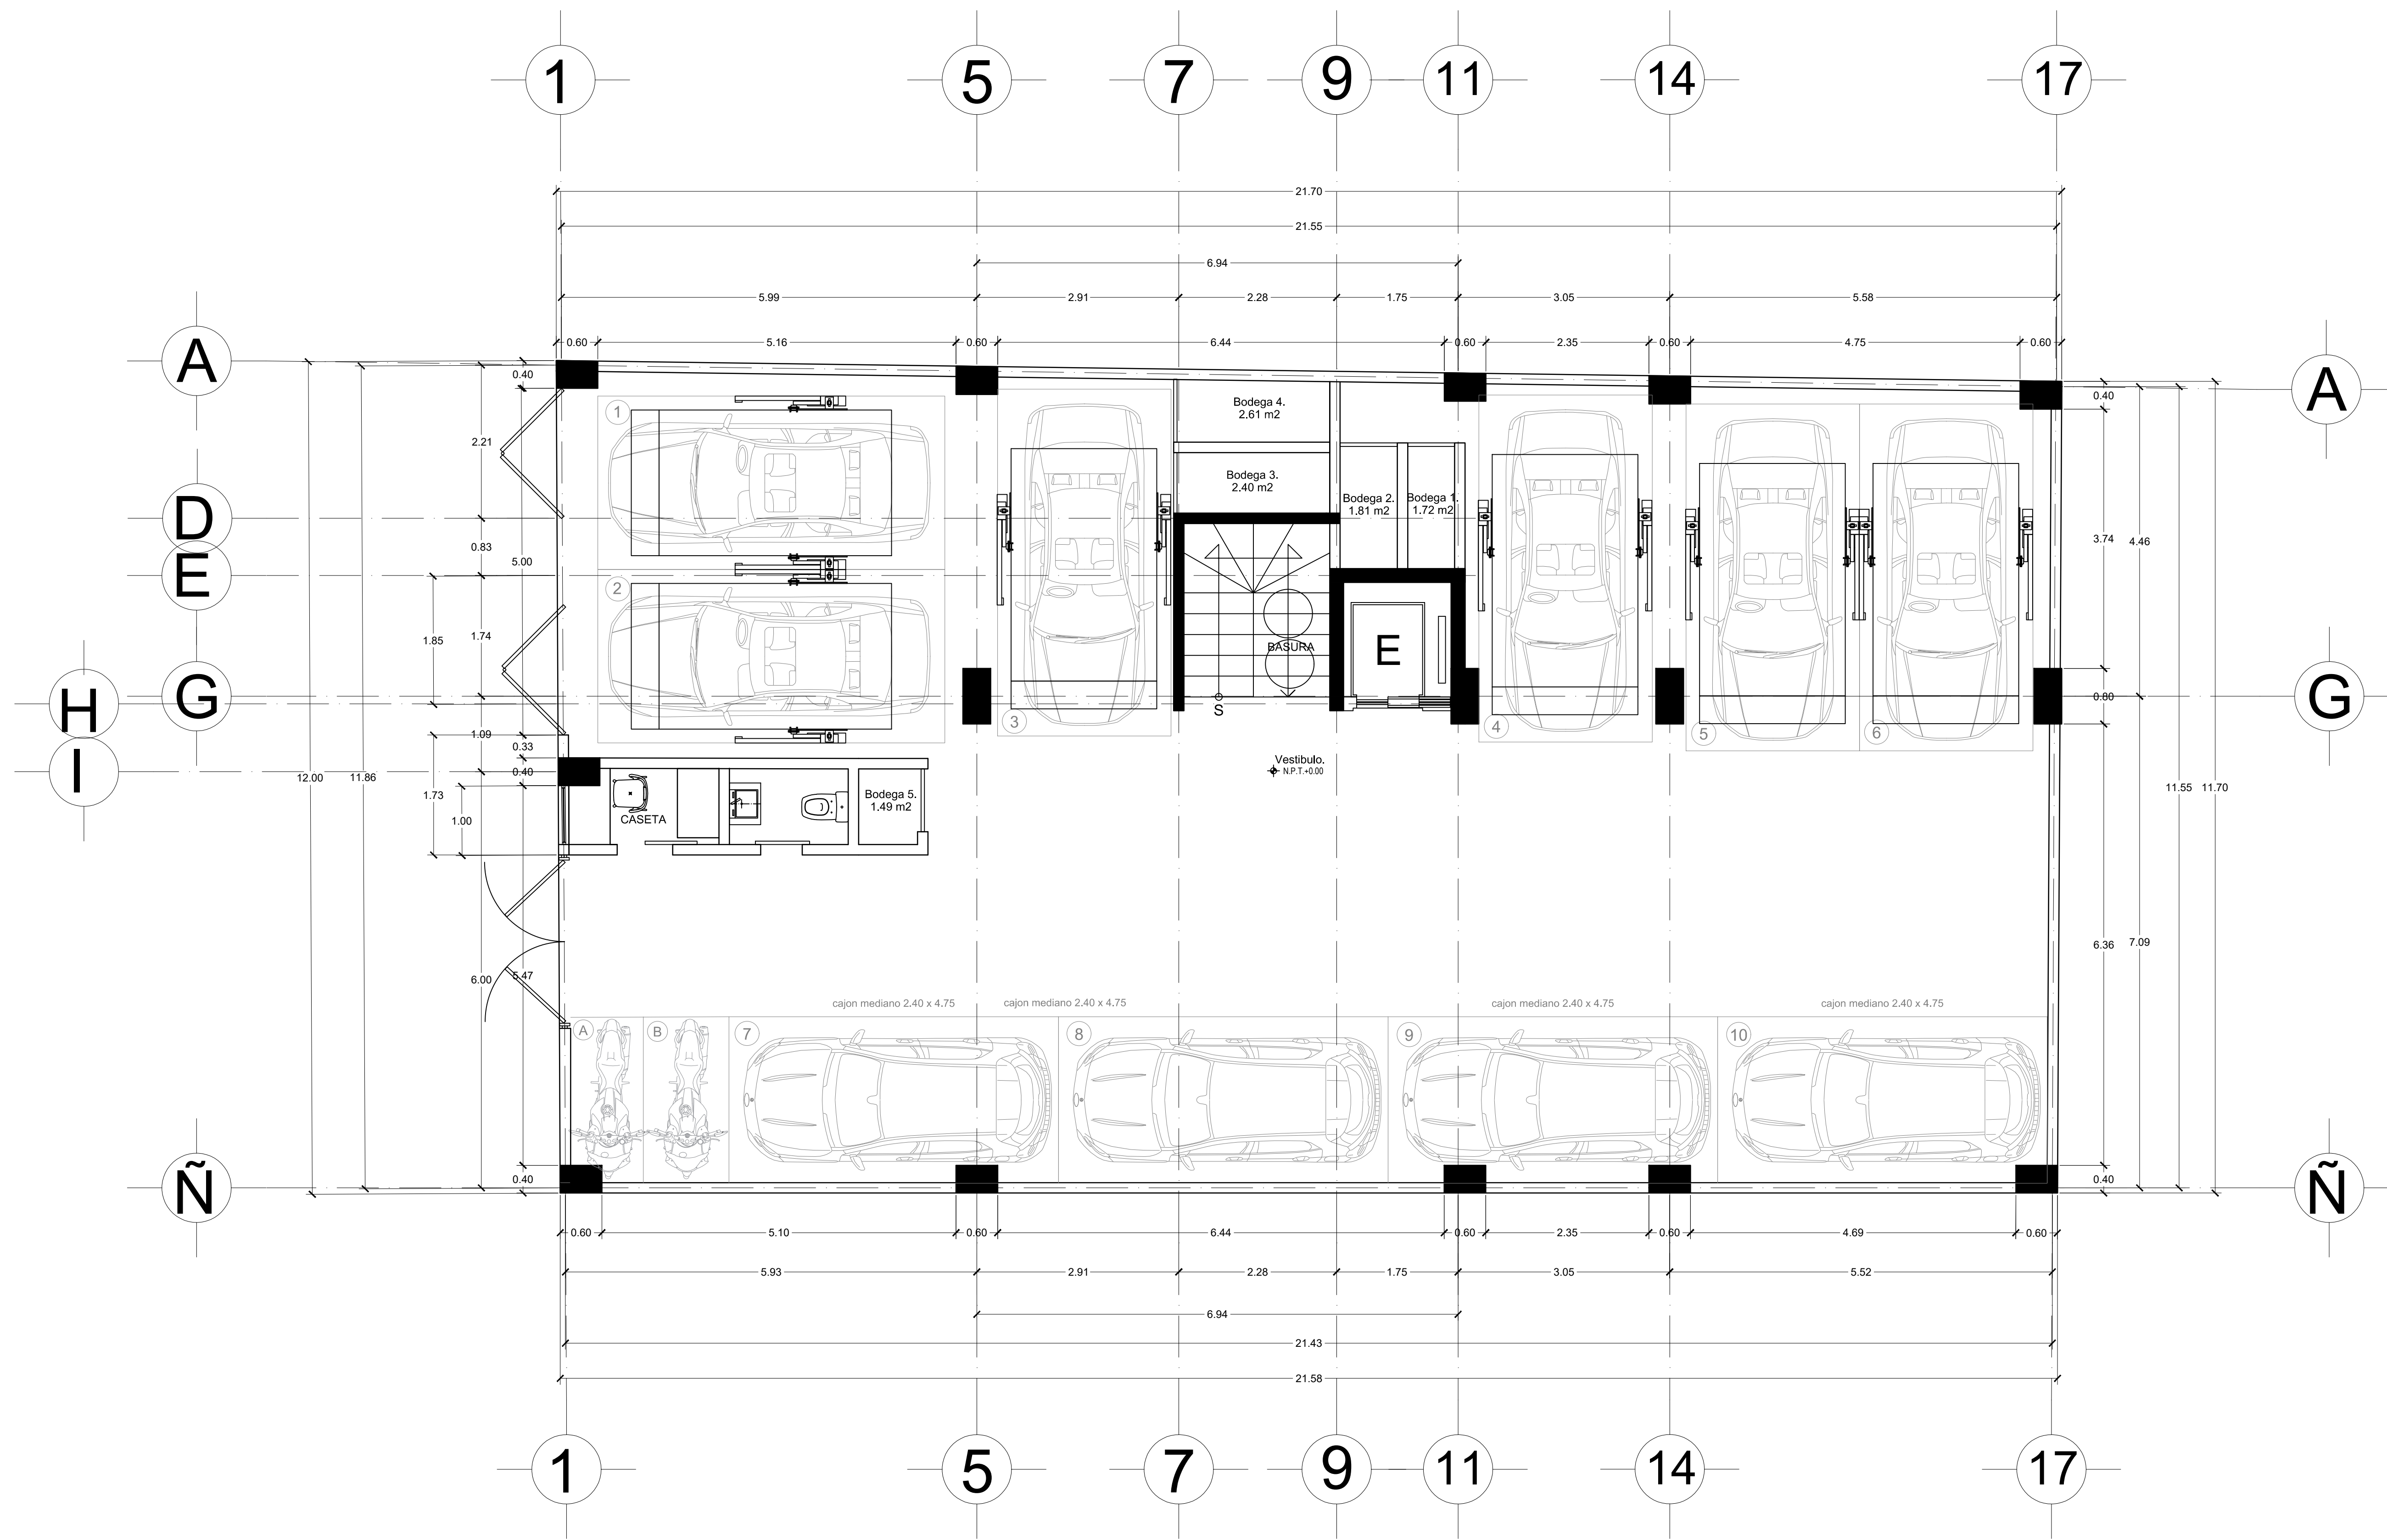 1 5 7 9 11 14 17
21.70
21.55
6.94
5.99 2.91 2.28 1.75 3.05 5.58
0.60 5.16 0.60 6.44 0.60 2.35 0.60 4.75 0.60
A
A
D
E
H
G
G
I
Ñ
Ñ
12.00
11.86
2.21
0.83
1.74
1.09
6.00
1.85
1.73
1.00
0.40
5.00
0.33
0.40
5.47
0.40
0.40
3.74
0.80
6.36
0.40
4.46
7.09
11.55
11.70
1
2
3
4
5
6
Bodega 4.
2.61 m2
Bodega 3.
2.40 m2
Bodega 2.
1.81 m2
Bodega 1.
1.72 m2
BASURA
E
S
Vestibulo.
N.P.T.+0.00
CASETA
Bodega 5.
1.49 m2
cajon mediano 2.40 x 4.75
cajon mediano 2.40 x 4.75
cajon mediano 2.40 x 4.75
cajon mediano 2.40 x 4.75
A B 7 8 9 10
0.60 5.10 0.60 6.44 0.60 2.35 0.60 4.69 0.60
5.93 2.91 2.28 1.75 3.05 5.52
6.94
21.43
21.58
1 5 7 9 11 14 17